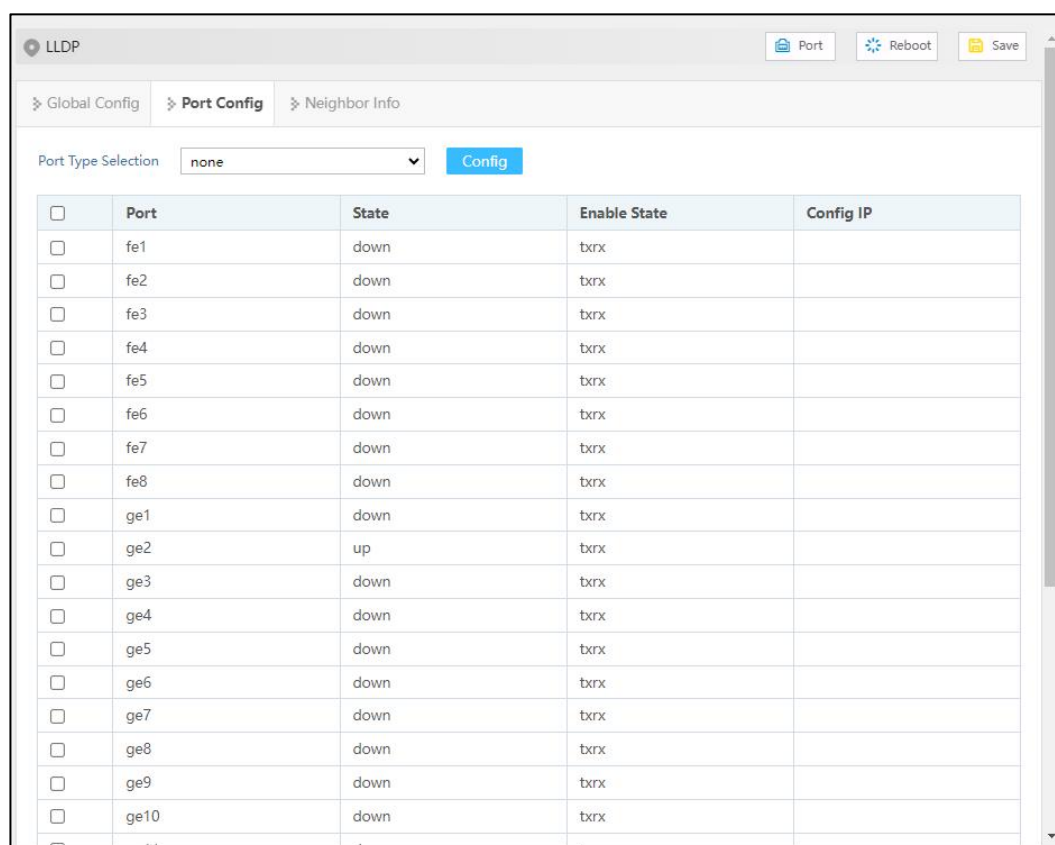 LLDP Port Reboot Save
Global Config Port Config Neighbor Info
Port Type Selection none Config
Port State Enable State Config IP
fe1 down txrx
fe2 down txrx
fe3 down txrx
fe4 down txrx
fe5 down txrx
fe6 down txrx
fe7 down txrx
fe8 down txrx
ge1 down txrx
ge2 up txrx
ge3 down txrx
ge4 down txrx
ge5 down txrx
ge6 down txrx
ge7 down txrx
ge8 down txrx
ge9 down txrx
ge10 down txrx